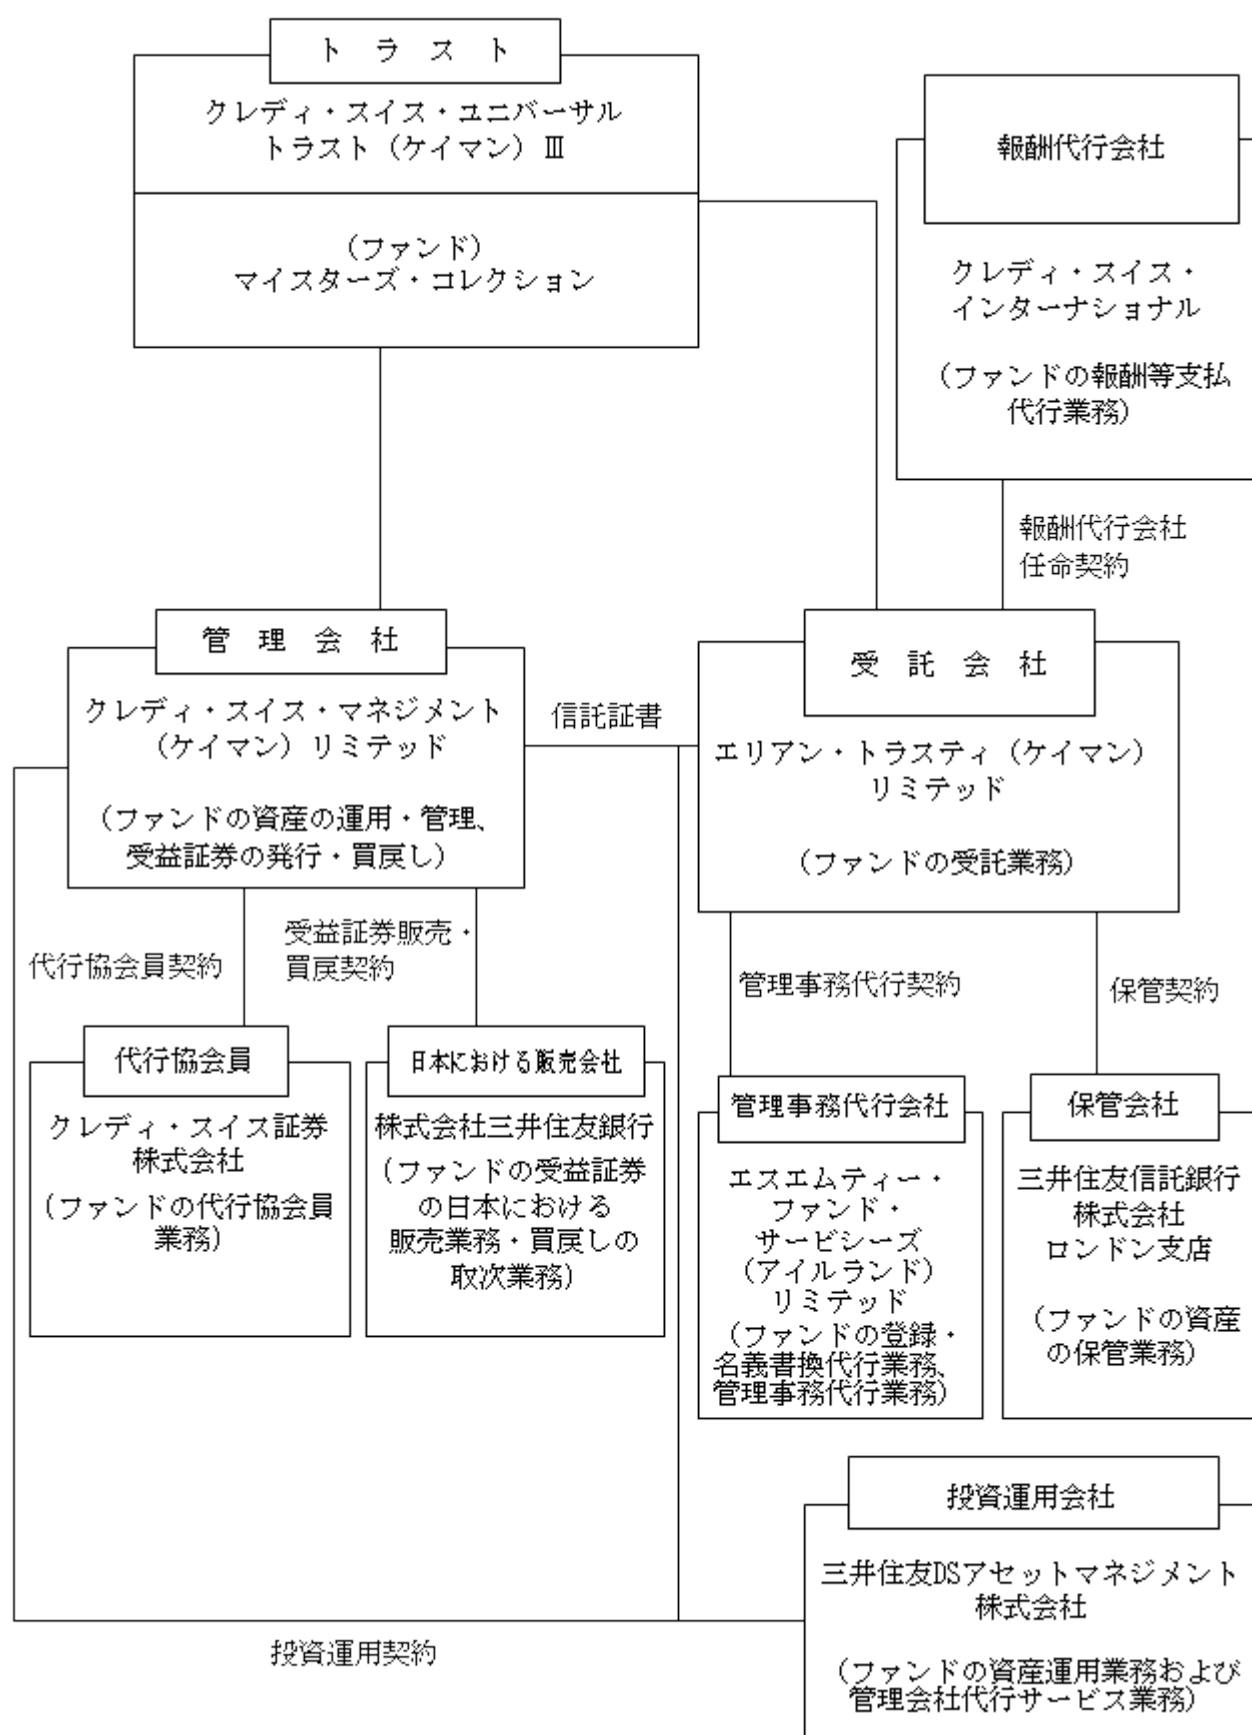 トラスト
クレディ・スイス・ユニバーサル
トラスト（ケイマン）Ⅲ
（ファンド）
マイスターズ・コレクション
報酬代行会社
クレディ・スイス・
インターナショナル
（ファンドの報酬等支払
代行業務）
報酬代行会社
任命契約
管理会社
クレディ・スイス・マネジメント
（ケイマン）リミテッド
（ファンドの資産の運用・管理、
受益証券の発行・買戻し）
信託証書
受託会社
エリアン・トラスティ（ケイマン）
リミテッド
（ファンドの受託業務）
代行協会員契約
受益証券販売・
買戻契約
管理事務代行契約
保管契約
代行協会員
クレディ・スイス証券
株式会社
（ファンドの代行協会員
業務）
日本における販売会社
株式会社三井住友銀行
（ファンドの受益証券
の日本における
販売業務・買戻しの
取次業務）
管理事務代行会社
エスエムティー・
ファンド・
サービシーズ
（アイルランド）
リミテッド
（ファンドの登録・
名義書換代行業務、
管理事務代行業務）
保管会社
三井住友信託銀行
株式会社
ロンドン支店
（ファンドの資産
の保管業務）
投資運用会社
三井住友DSアセットマネジメント
株式会社
（ファンドの資産運用業務および
管理会社代行サービス業務）
投資運用契約